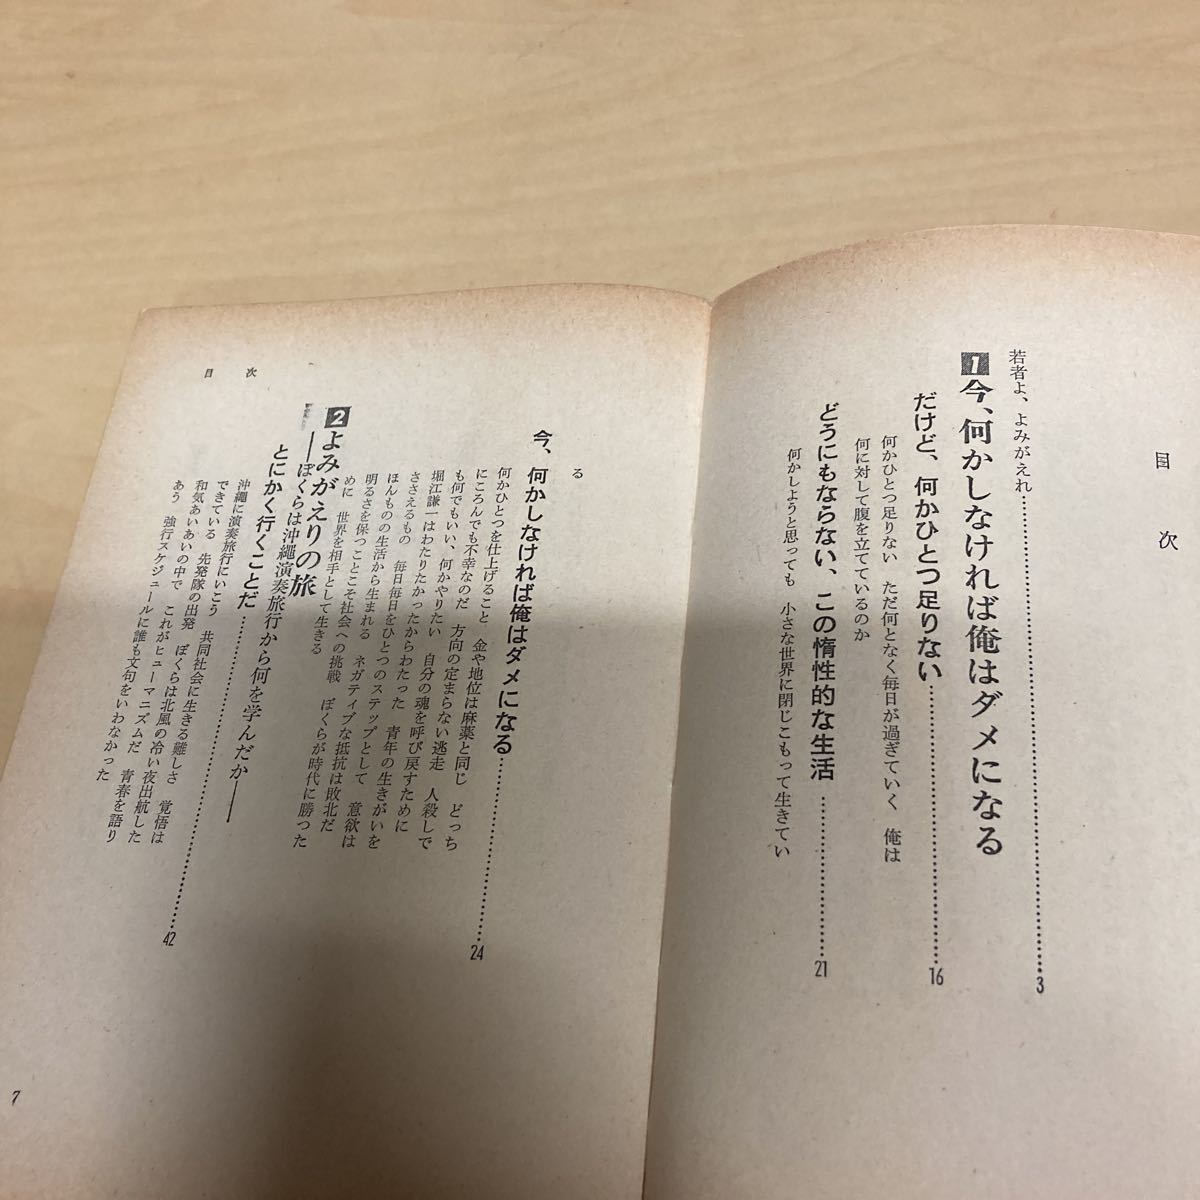 目次
若者よ、よみがえれ……………………3
1 今、何かしなければ俺はダメになる
だけど、何かひとつ足りない……………………16
何かひとつ足りない　ただ何となく毎日が過ぎていく　俺は
何に対して腹を立てているのか
どうにもならない、この惰性的な生活……………………21
何かしようと思っても　小さな世界に閉じこもって生きてい
る
今、何かしなければ俺はダメになる……………………24
何かひとつを仕上げること　金や地位は麻薬と同じ　どっち
にころんでも不幸なのだ　方向の定まらない逃走　人殺しで
も何でもいい、何かやりたい　自分の魂を呼び戻すために
堀江謙一はわたりたかったからわたった　青年の生きがいを
ささえるもの　毎日毎日をひとつのステップとして　意欲は
ほんものの生活から生まれる　ネガティブな抵抗は敗北だ
明るさを保つことこそ社会への挑戦　ぼくらが時代に勝った
めに　世界を相手として生きる
2 よみがえりの旅
――ぼくらは沖繩演奏旅行から何を学んだか――
とにかく行くことだ……………………42
沖繩に演奏旅行にいこう　共同社会に生きる難しさ　覚悟は
できている　先発隊の出発　ぼくらは北風の冷い夜出航した
和気あいあいの中で　これがヒューマニズムだ　青春を語り
あう　強行スケジュールに誰も文句をいわなかった
目次
7